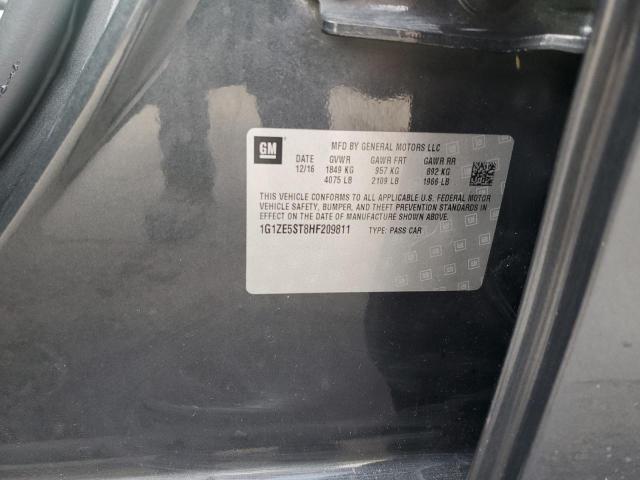 GM
MFD BY GENERAL MOTORS LLC
DATE GVWR GAWR FRT GAWR RR
12/16 1849 KG 957 KG 892 KG
4075 LB 2109 LB 1966 LB
THIS VEHICLE CONFORMS TO ALL APPLICABLE U.S. FEDERAL MOTOR
VEHICLE SAFETY, BUMPER, AND THEFT PREVENTION STANDARDS
IN EFFECT ON THE DATE OF MANUFACTURE SHOWN ABOVE.
1G1ZE5ST8HF209811 TYPE: PASS CAR